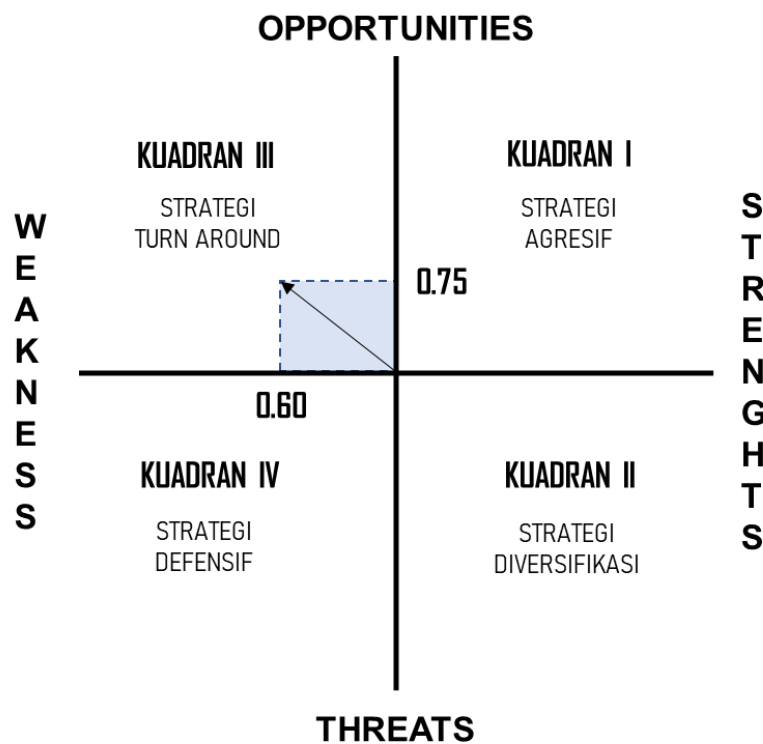 OPPORTUNITIES
KUADRAN III
STRATEGI
TURN AROUND
KUADRAN I
STRATEGI
AGRESIF
WEAKNESS
STRENGHTS
0.75
0.60
KUADRAN IV
STRATEGI
DEFENSIF
KUADRAN II
STRATEGI
DIVERSIFIKASI
THREATS